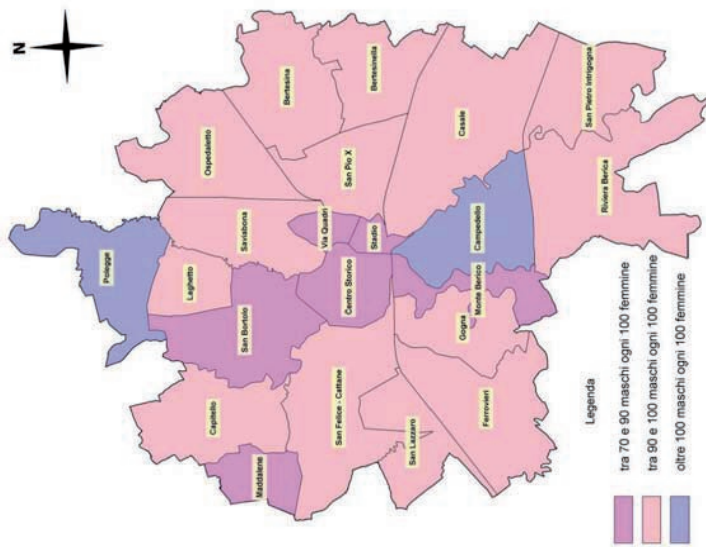 N
Polegge
Ospedaletto
Bertesina
Laghetto
Saviabona
Bertesinella
Capitello
San Bortolo
San Pio X
Maddalene
Via Quadri
Centro Storico
Stadio
Casale
San Felice - Cattane
Campedello
San Lazzaro
Gogna
Monte Berico
San Pietro Intrigogna
Ferrovieri
Riviera Berica
Legenda
tra 70 e 90 maschi ogni 100 femmine
tra 90 e 100 maschi ogni 100 femmine
oltre 100 maschi ogni 100 femmine